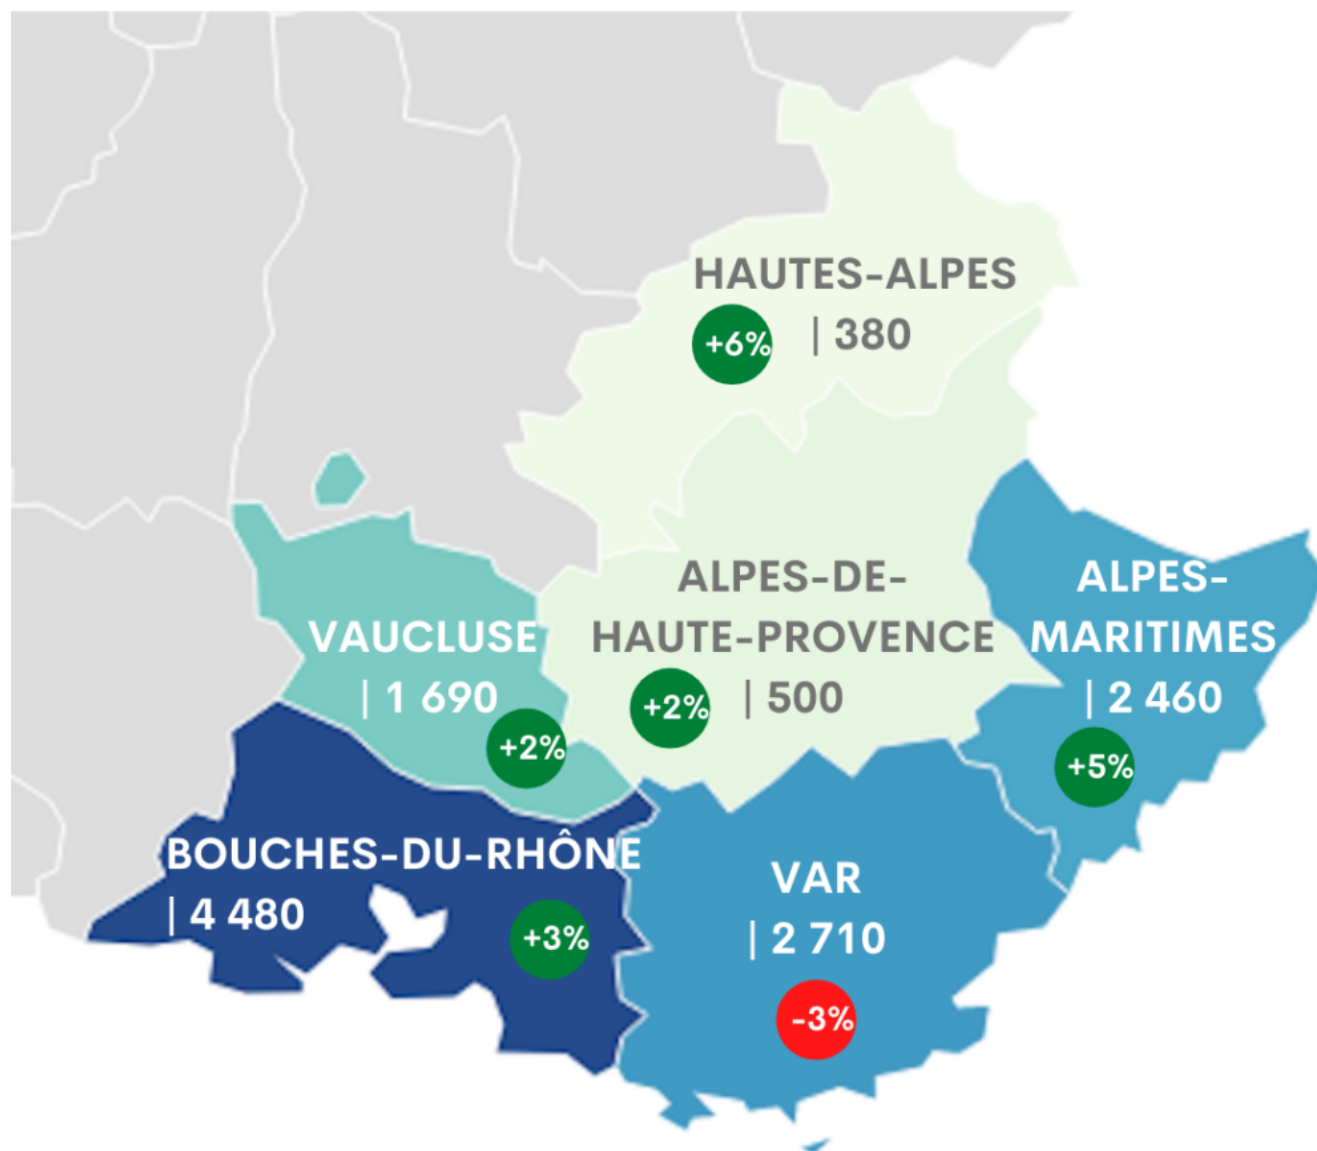 HAUTES-ALPES
+6% | 380
ALPES-DE-
HAUTE-PROVENCE
+2% | 500
ALPES-
MARITIMES
| 2 460
+5%
VAUCLUSE
| 1 690
+2%
BOUCHES-DU-RHÔNE
| 4 480
+3%
VAR
| 2 710
-3%